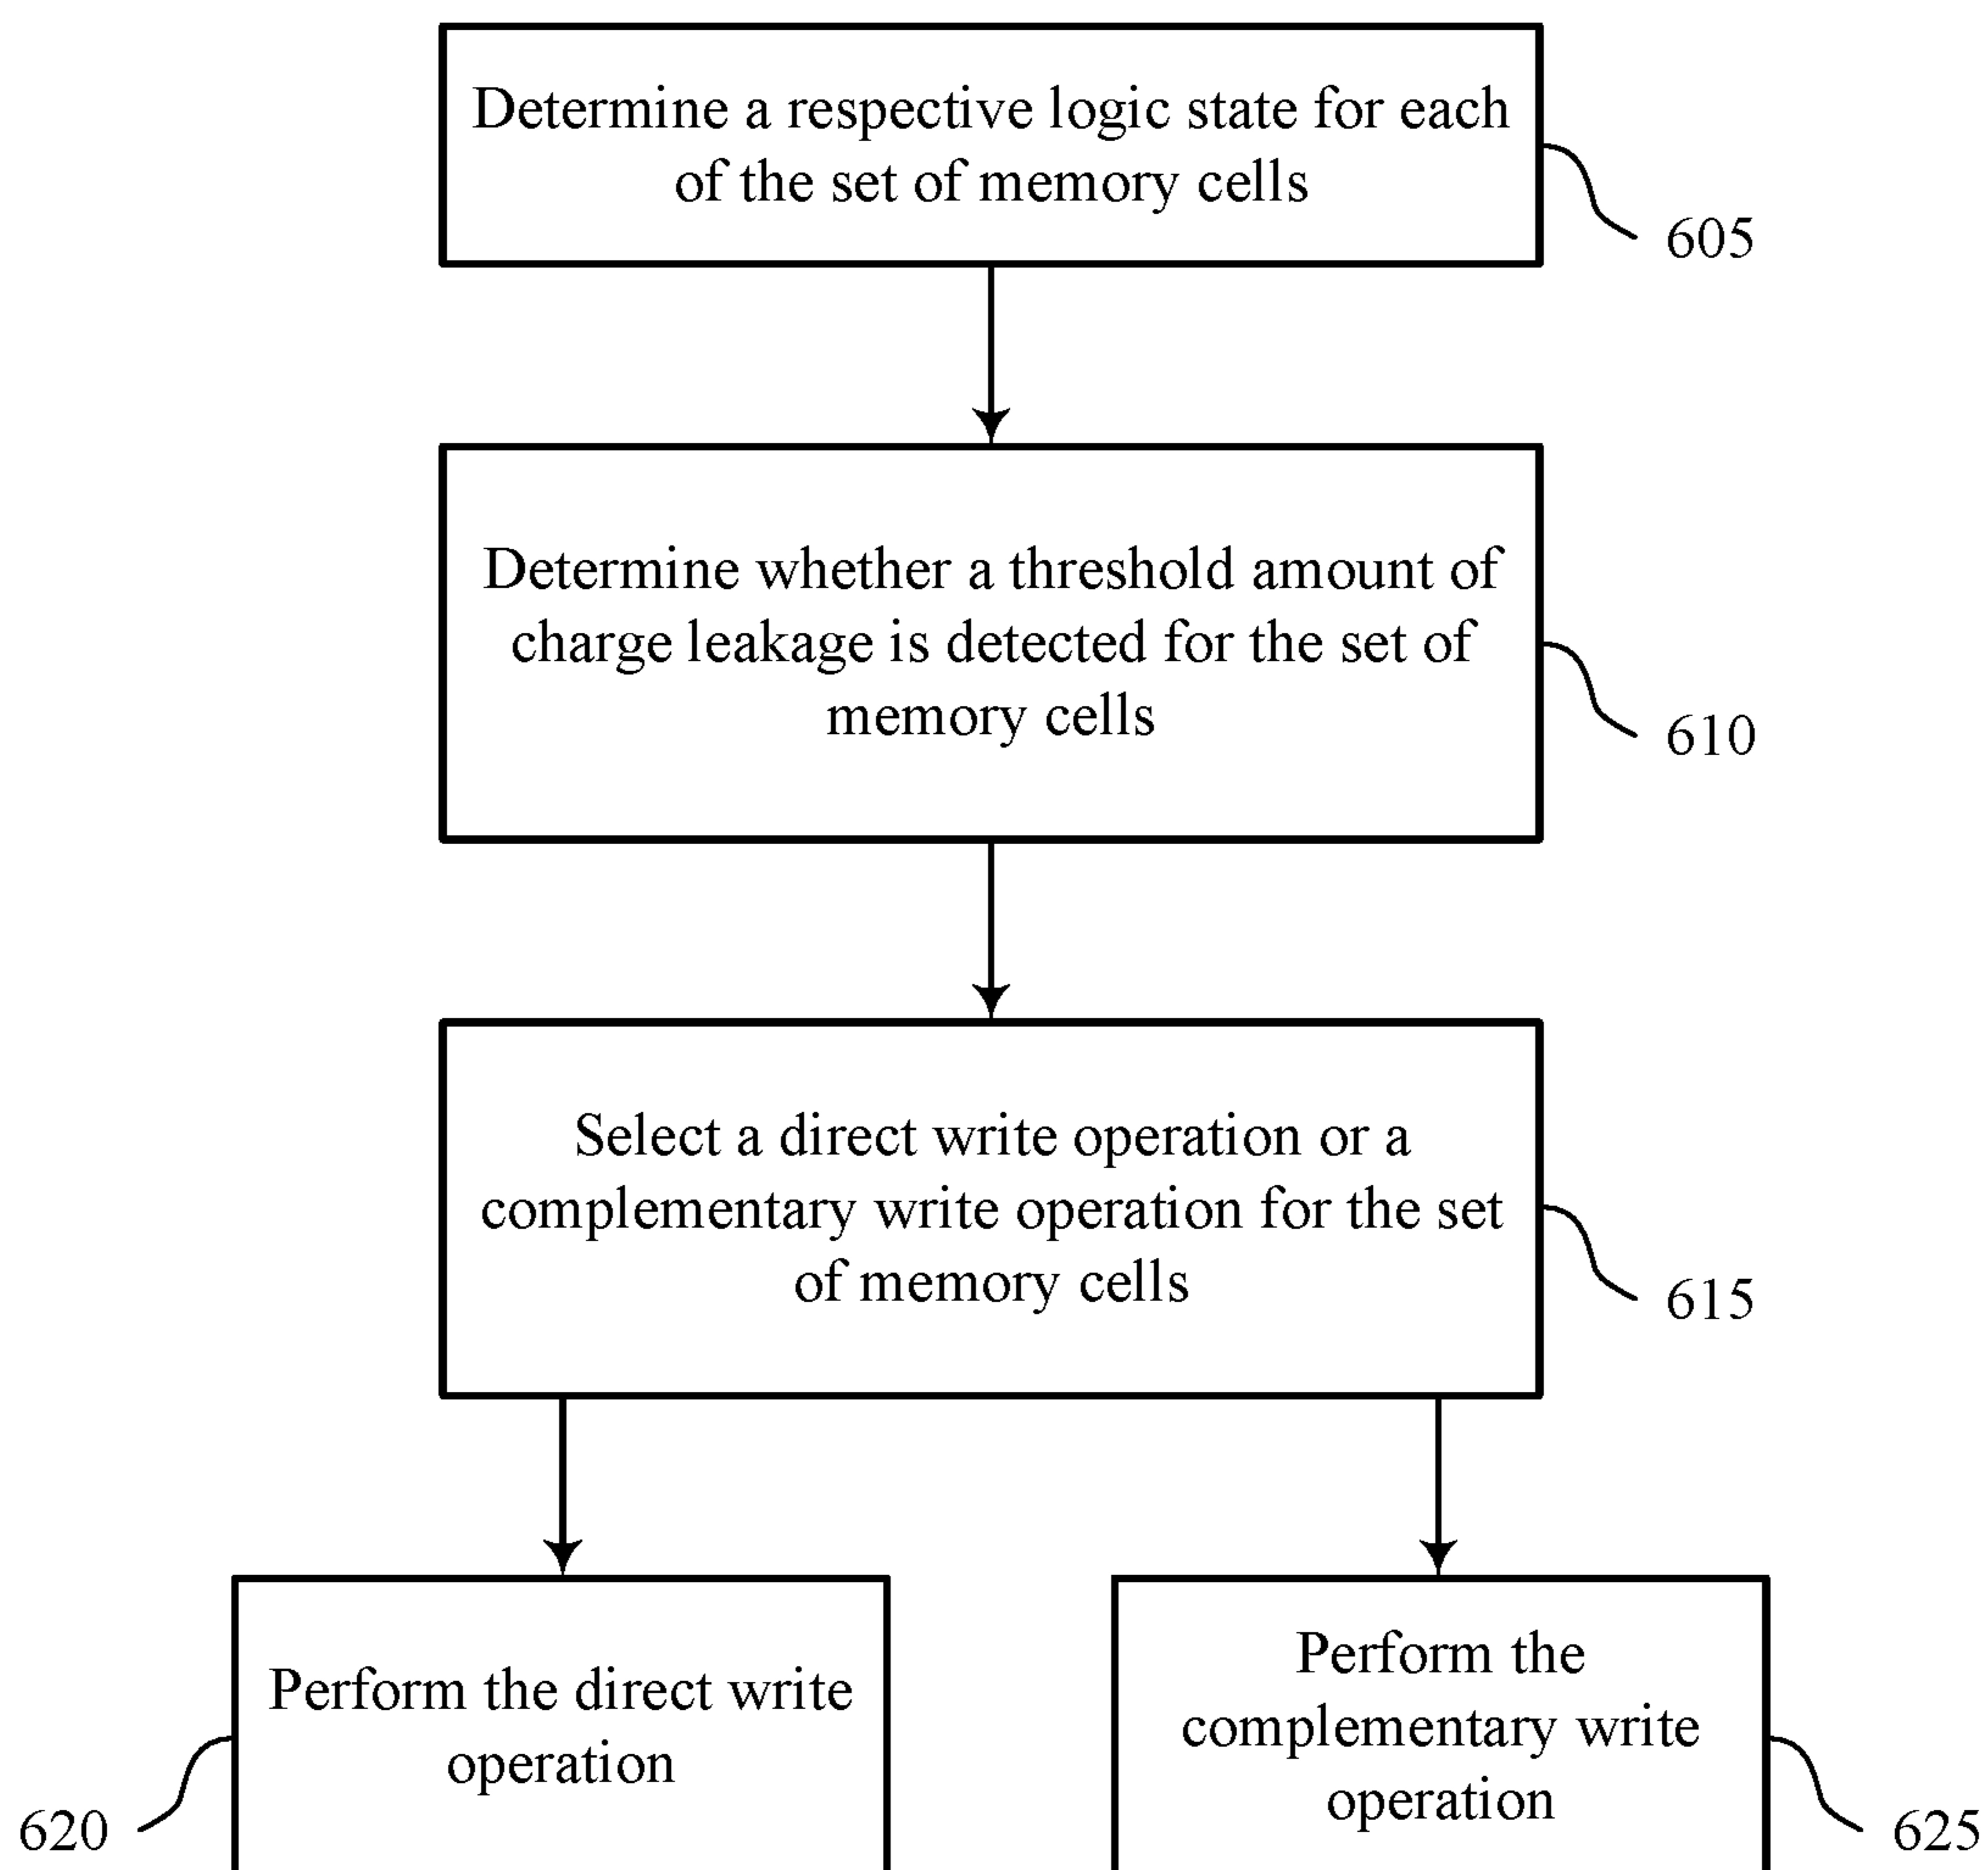 Determine a respective logic state for each
of the set of memory cells
605
Determine whether a threshold amount of
charge leakage is detected for the set of
memory cells
610
Select a direct write operation or a
complementary write operation for the set
of memory cells
615
Perform the direct write
operation
620
Perform the
complementary write
operation
625